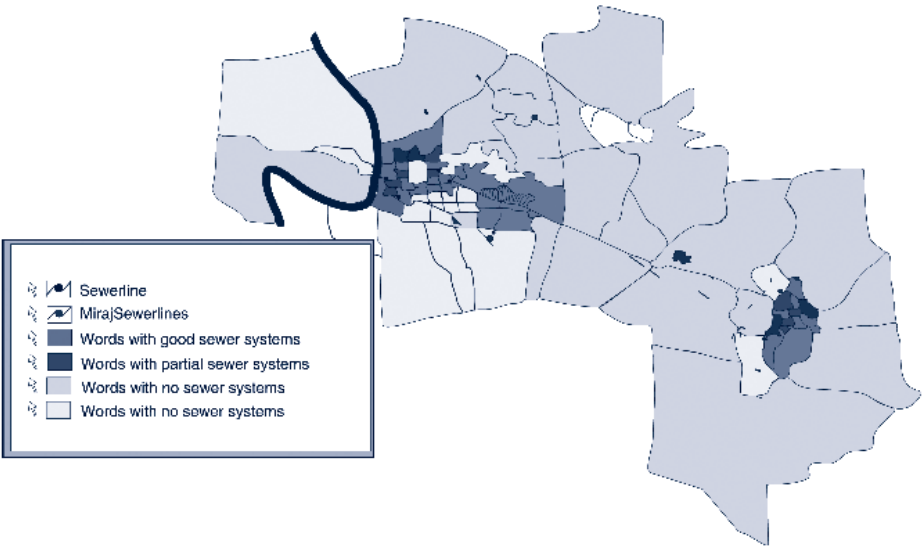 Sewerline
MirajSewerlines
Words with good sewer systems
Words with partial sewer systems
Words with no sewer systems
Words with no sewer systems